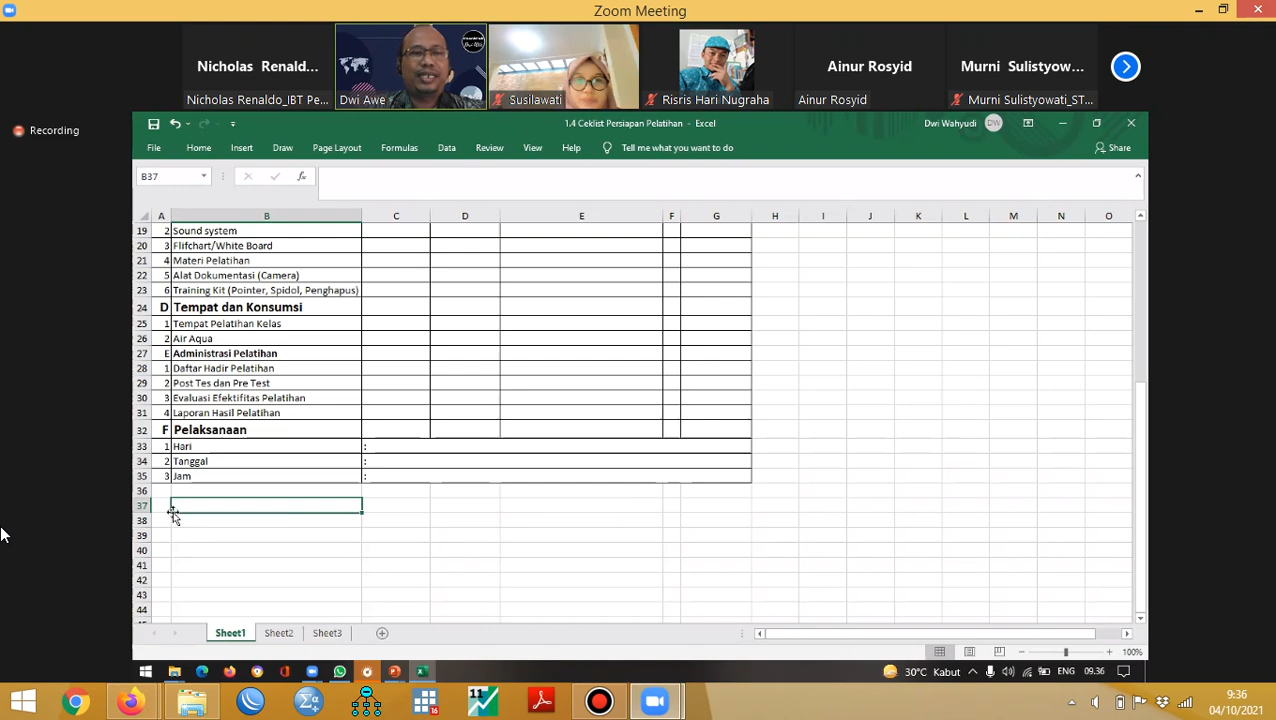 Zoom Meeting
Nicholas Renaldo...
Ainur Rosyid
Murni Sulistyow...
Nicholas Renaldo_IBT Pe...
Dwi Awe
Susilawati
Risris Hari Nugraha
Ainur Rosyid
Murni Sulistyowati_ST...
Recording
1.4 Ceklist Persiapan Pelatihan - Excel
Dwi Wahyudi
DW
File Home Insert Draw Page Layout Formulas Data Review View Help Tell me what you want to do
Share
B37
fx
A B C D E F G H I J K L M N O
19 2 Sound system
20 3 Flifchart/White Board
21 4 Materi Pelatihan
22 5 Alat Dokumentasi (Camera)
23 6 Training Kit (Pointer, Spidol, Penghapus)
24 D Tempat dan Konsumsi
25 1 Tempat Pelatihan Kelas
26 2 Air Aqua
27 E Administrasi Pelatihan
28 1 Daftar Hadir Pelatihan
29 2 Post Tes dan Pre Test
30 3 Evaluasi Efektifitas Pelatihan
31 4 Laporan Hasil Pelatihan
32 F Pelaksanaan
33 1 Hari :
34 2 Tanggal :
35 3 Jam :
36
37
38
39
40
41
42
43
44
Sheet1 Sheet2 Sheet3
100%
30°C Kabut
ENG
09.36
11
16
9:36
04/10/2021